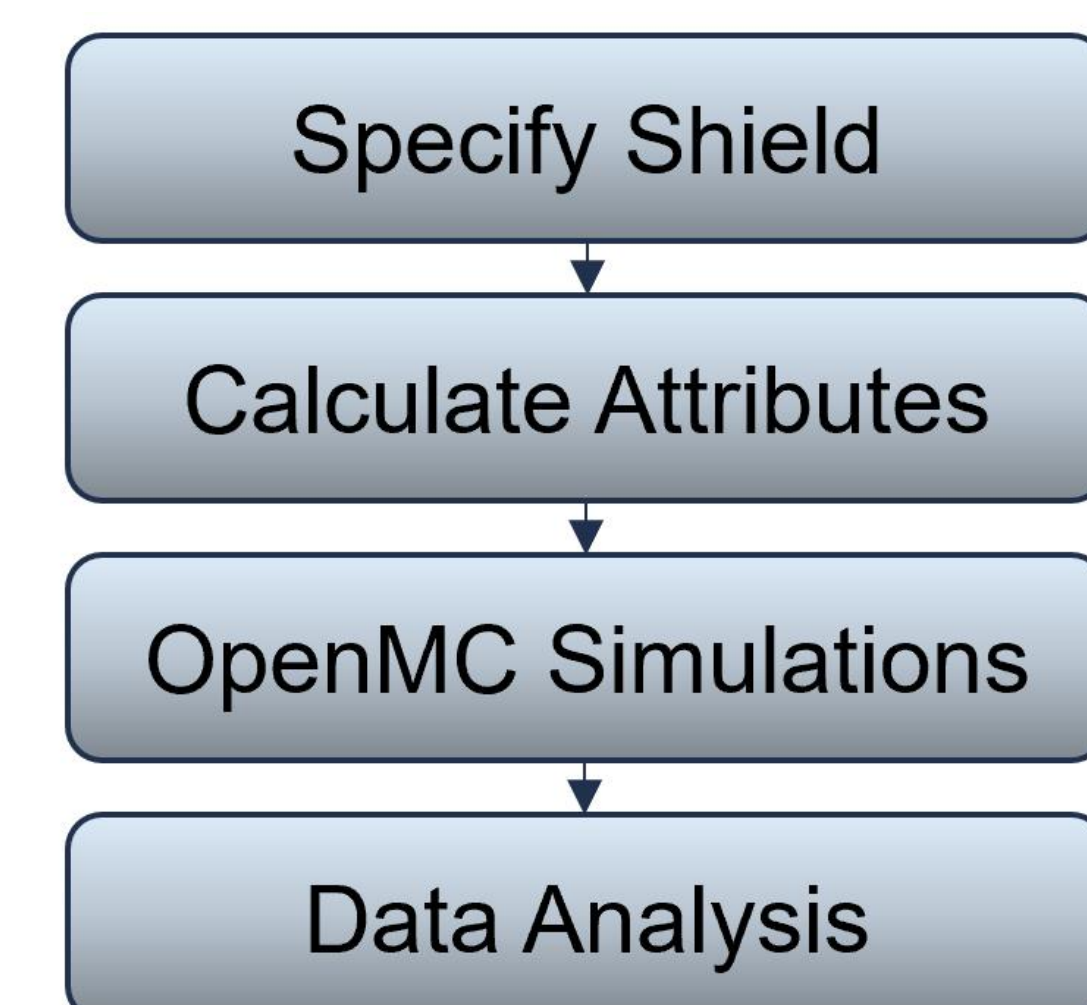 Specify Shield
Calculate Attributes
OpenMC Simulations
Data Analysis